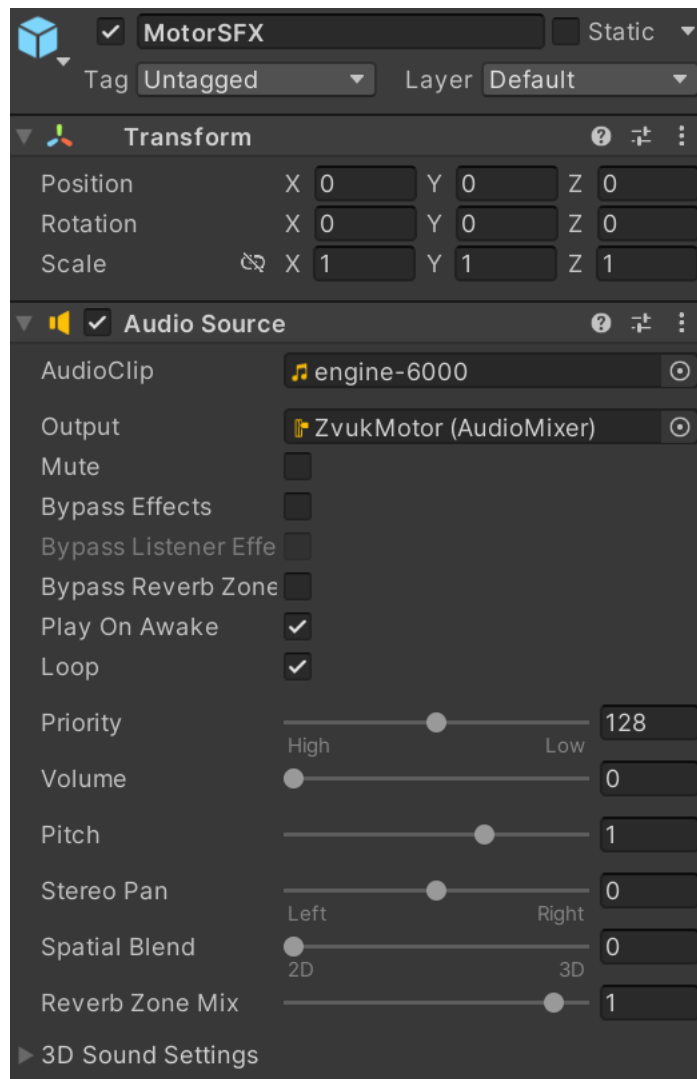 MotorSFX Static
Tag Untagged Layer Default
Transform
Position X 0 Y 0 Z 0
Rotation X 0 Y 0 Z 0
Scale X 1 Y 1 Z 1
Audio Source
AudioClip engine-6000
Output ZvukMotor (AudioMixer)
Mute
Bypass Effects
Bypass Listener Effe
Bypass Reverb Zone
Play On Awake
Loop
Priority 128
High Low
Volume 0
Pitch 1
Stereo Pan 0
Left Right
Spatial Blend 0
2D 3D
Reverb Zone Mix 1
3D Sound Settings